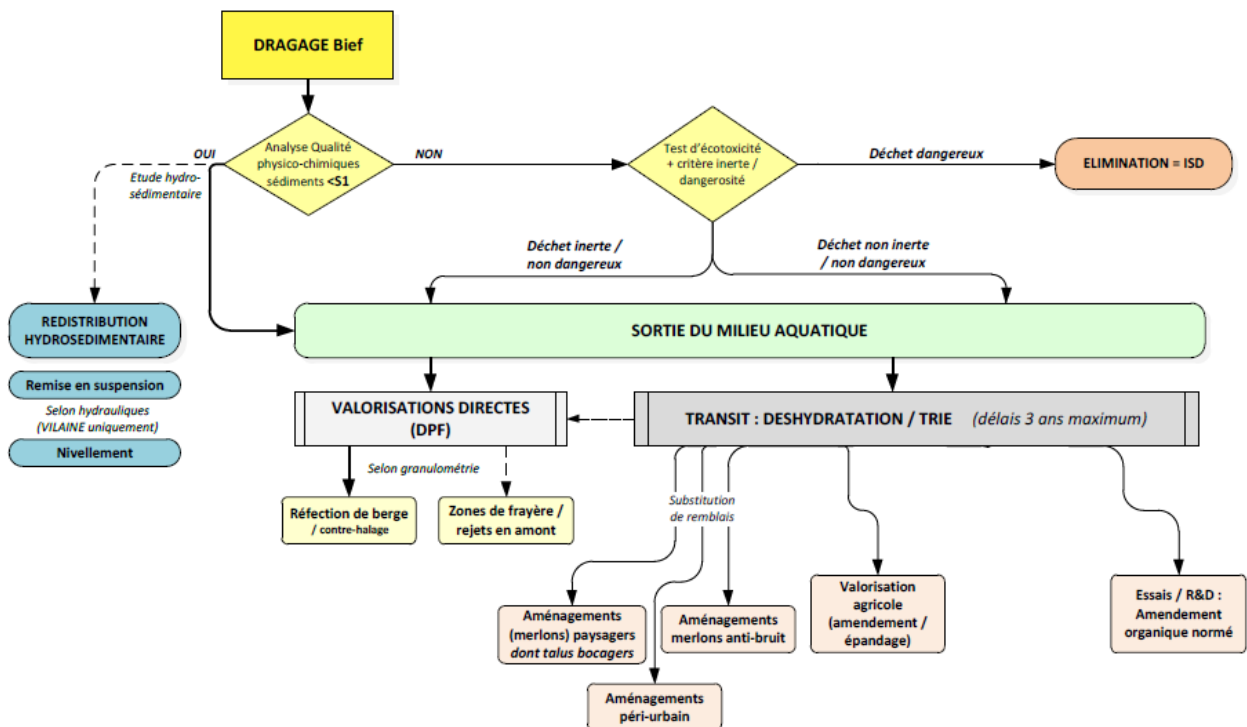 DRAGAGE Bief
Analyse Qualité
physico-chimiques
sédiments <S1
OUI
NON
Etude hydro-
sédimentaire
Test d'écotoxicité
+ critère inerte /
dangerosité
Déchet dangereux
ELIMINATION = ISD
Déchet inerte /
non dangereux
Déchet non inerte
/ non dangereux
REDISTRIBUTION
HYDROSEDIMENTAIRE
SORTIE DU MILIEU AQUATIQUE
Remise en suspension
Selon hydrauliques
(VILAINE uniquement)
Nivellement
VALORISATIONS DIRECTES
(DPF)
TRANSIT : DESHYDRATATION / TRIE (délais 3 ans maximum)
Selon granulométrie
Réfection de berge
/ contre-halage
Zones de frayère /
rejets en amont
Substitution
de remblais
Aménagements
(merlons) paysagers
dont talus bocagers
Aménagements
merlons anti-bruit
Valorisation
agricole
(amendement /
épandage)
Essais / R&D :
Amendement
organique normé
Aménagements
péri-urbain